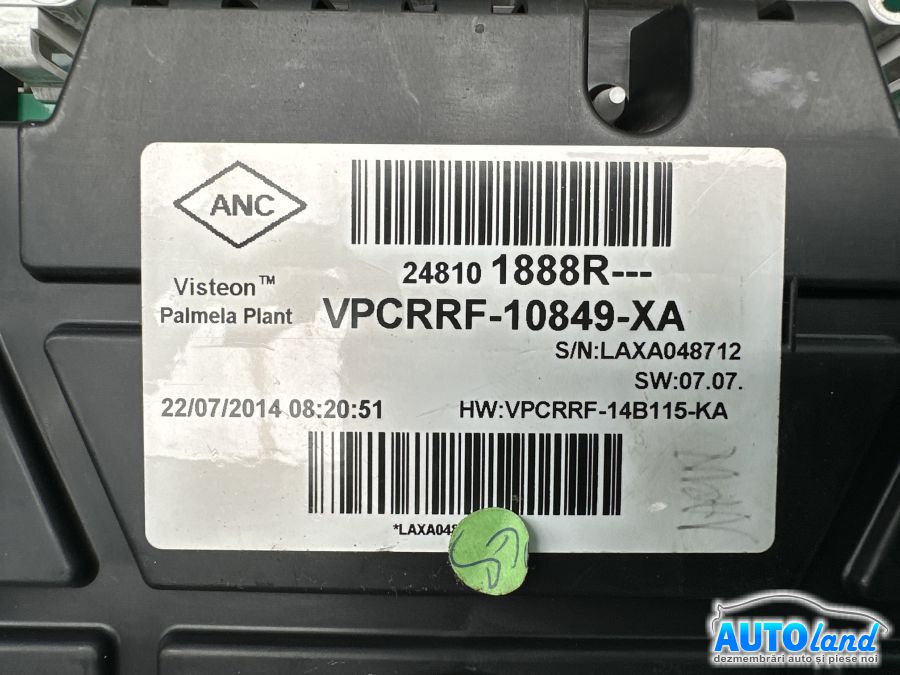 ANC
24810 1888R---
Visteon™
Palmela Plant
VPCRRF-10849-XA
S/N:LAXA048712
SW:07.07.
22/07/2014 08:20:51
HW:VPCRRF-14B115-KA
*LAXA048
AUTOland
dezmembrări auto și piese noi